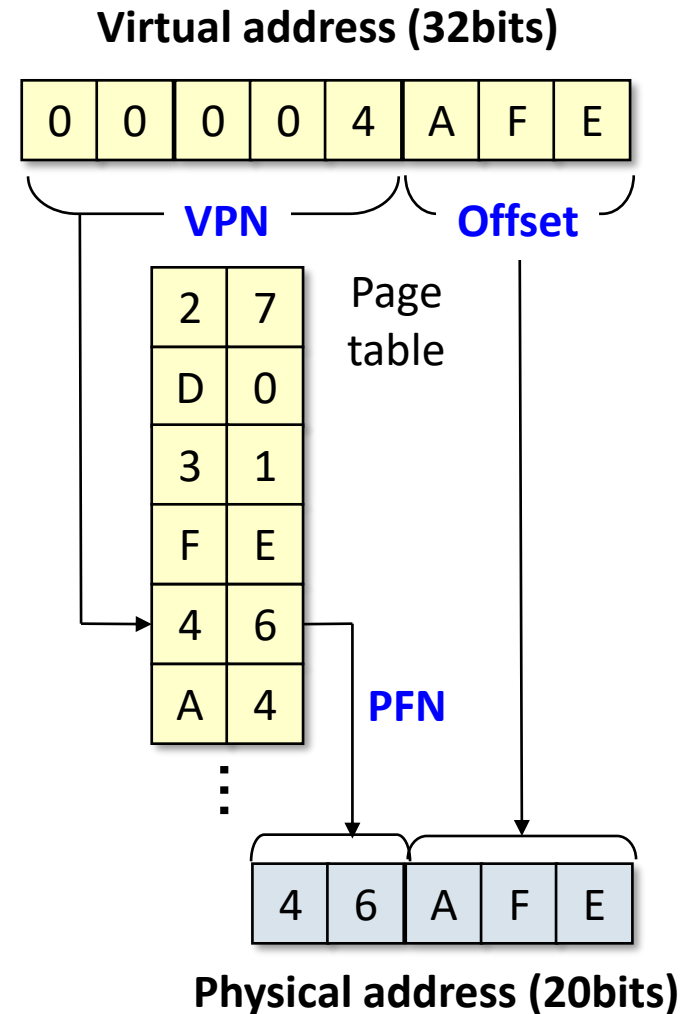 Virtual address (32bits)
0 0 0 0 4 A F E
VPN Offset
Page
table
2 7
D 0
3 1
F E
4 6
A 4
PFN
⋮
4 6 A F E
Physical address (20bits)